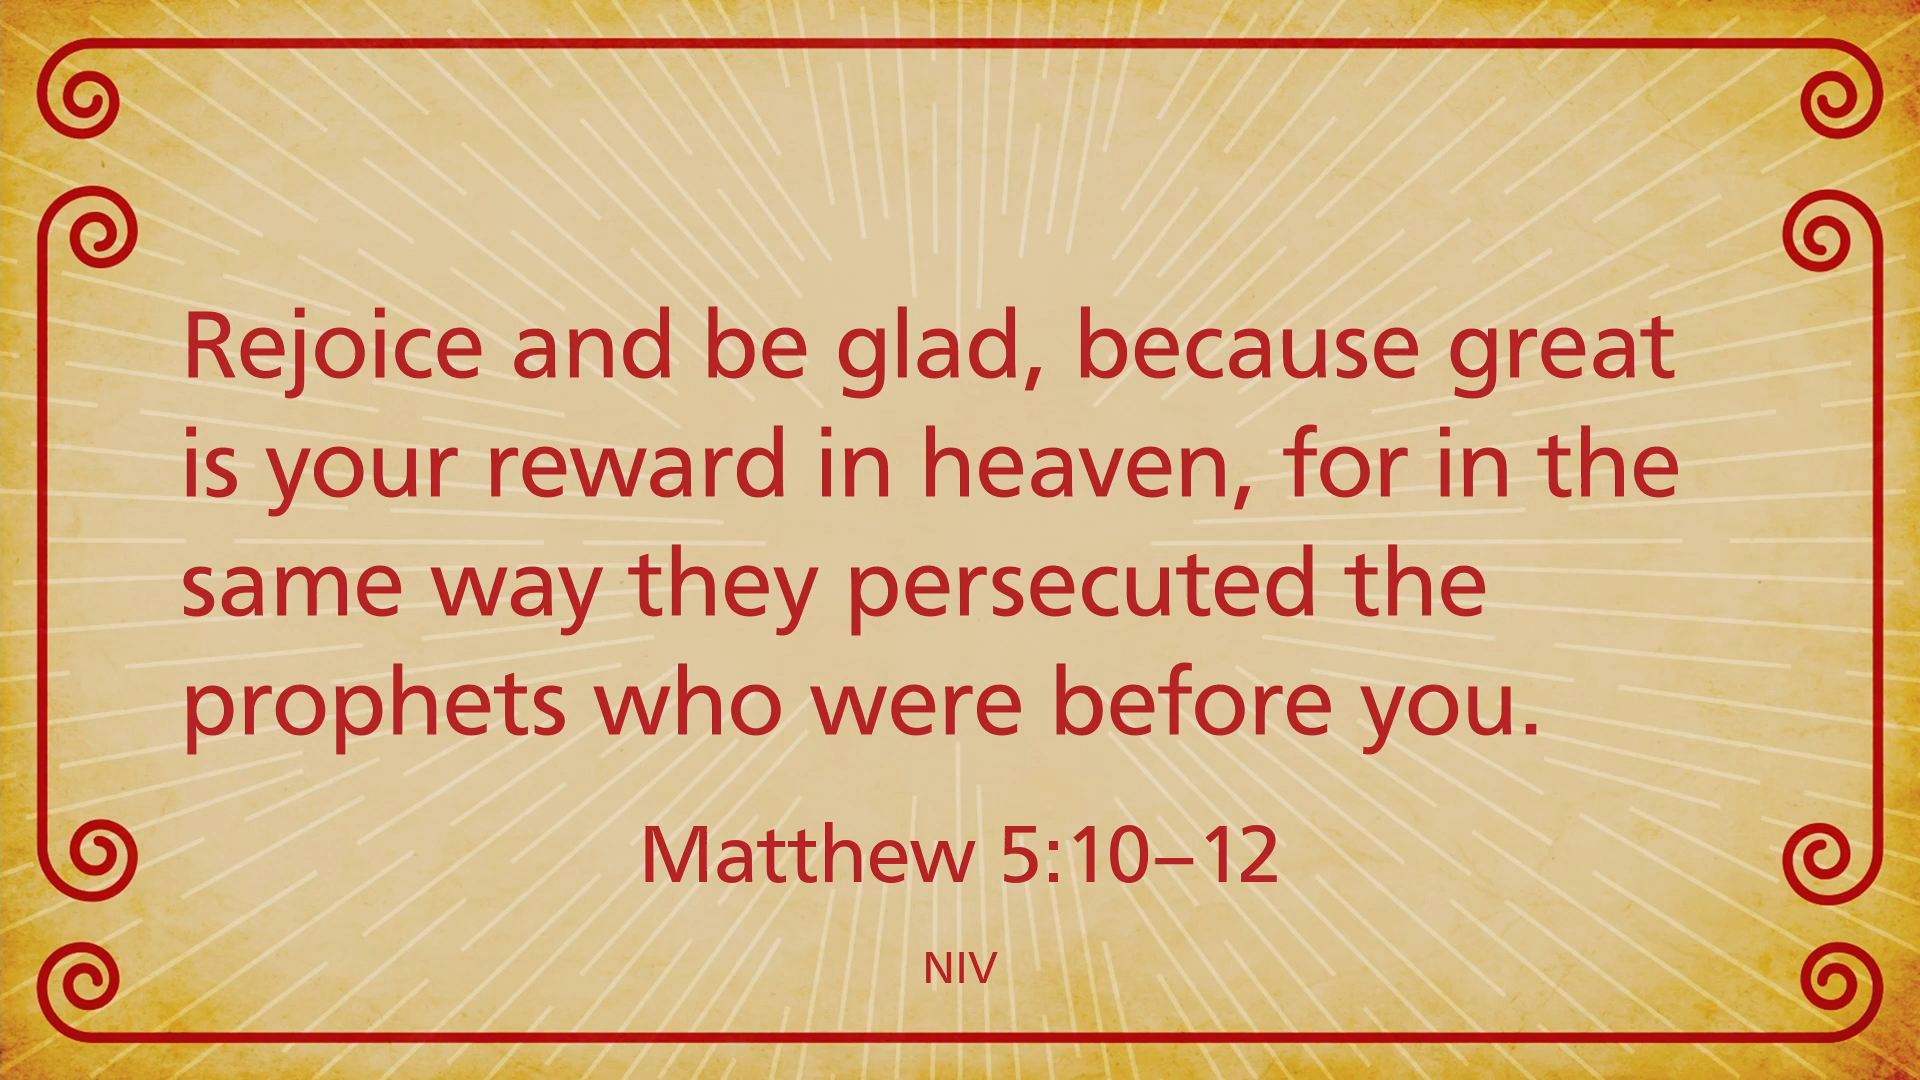 Rejoice and be glad, because great
is your reward in heaven, for in the
same way they persecuted the
prophets who were before you.
Matthew 5:10–12
NIV